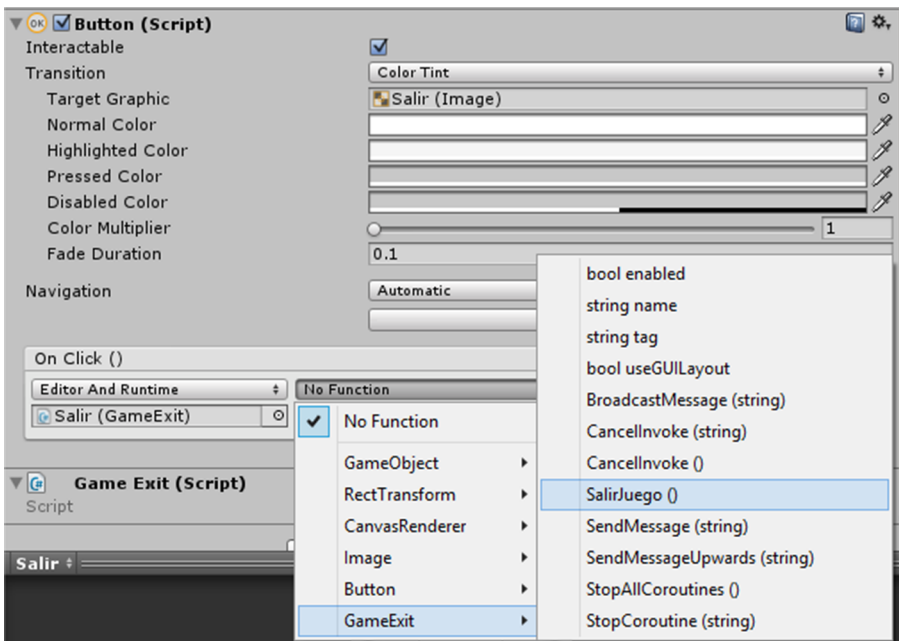 OK Button (Script)
Interactable
Transition Color Tint
Target Graphic Salir (Image)
Normal Color
Highlighted Color
Pressed Color
Disabled Color
Color Multiplier 1
Fade Duration 0.1
Navigation Automatic
On Click ()
Editor And Runtime No Function
Salir (GameExit)
No Function
GameObject
RectTransform
CanvasRenderer
Image
Button
GameExit
bool enabled
string name
string tag
bool useGUILayout
BroadcastMessage (string)
CancelInvoke (string)
CancelInvoke ()
SalirJuego ()
SendMessage (string)
SendMessageUpwards (string)
StopAllCoroutines ()
StopCoroutine (string)
C# Game Exit (Script)
Script
Salir